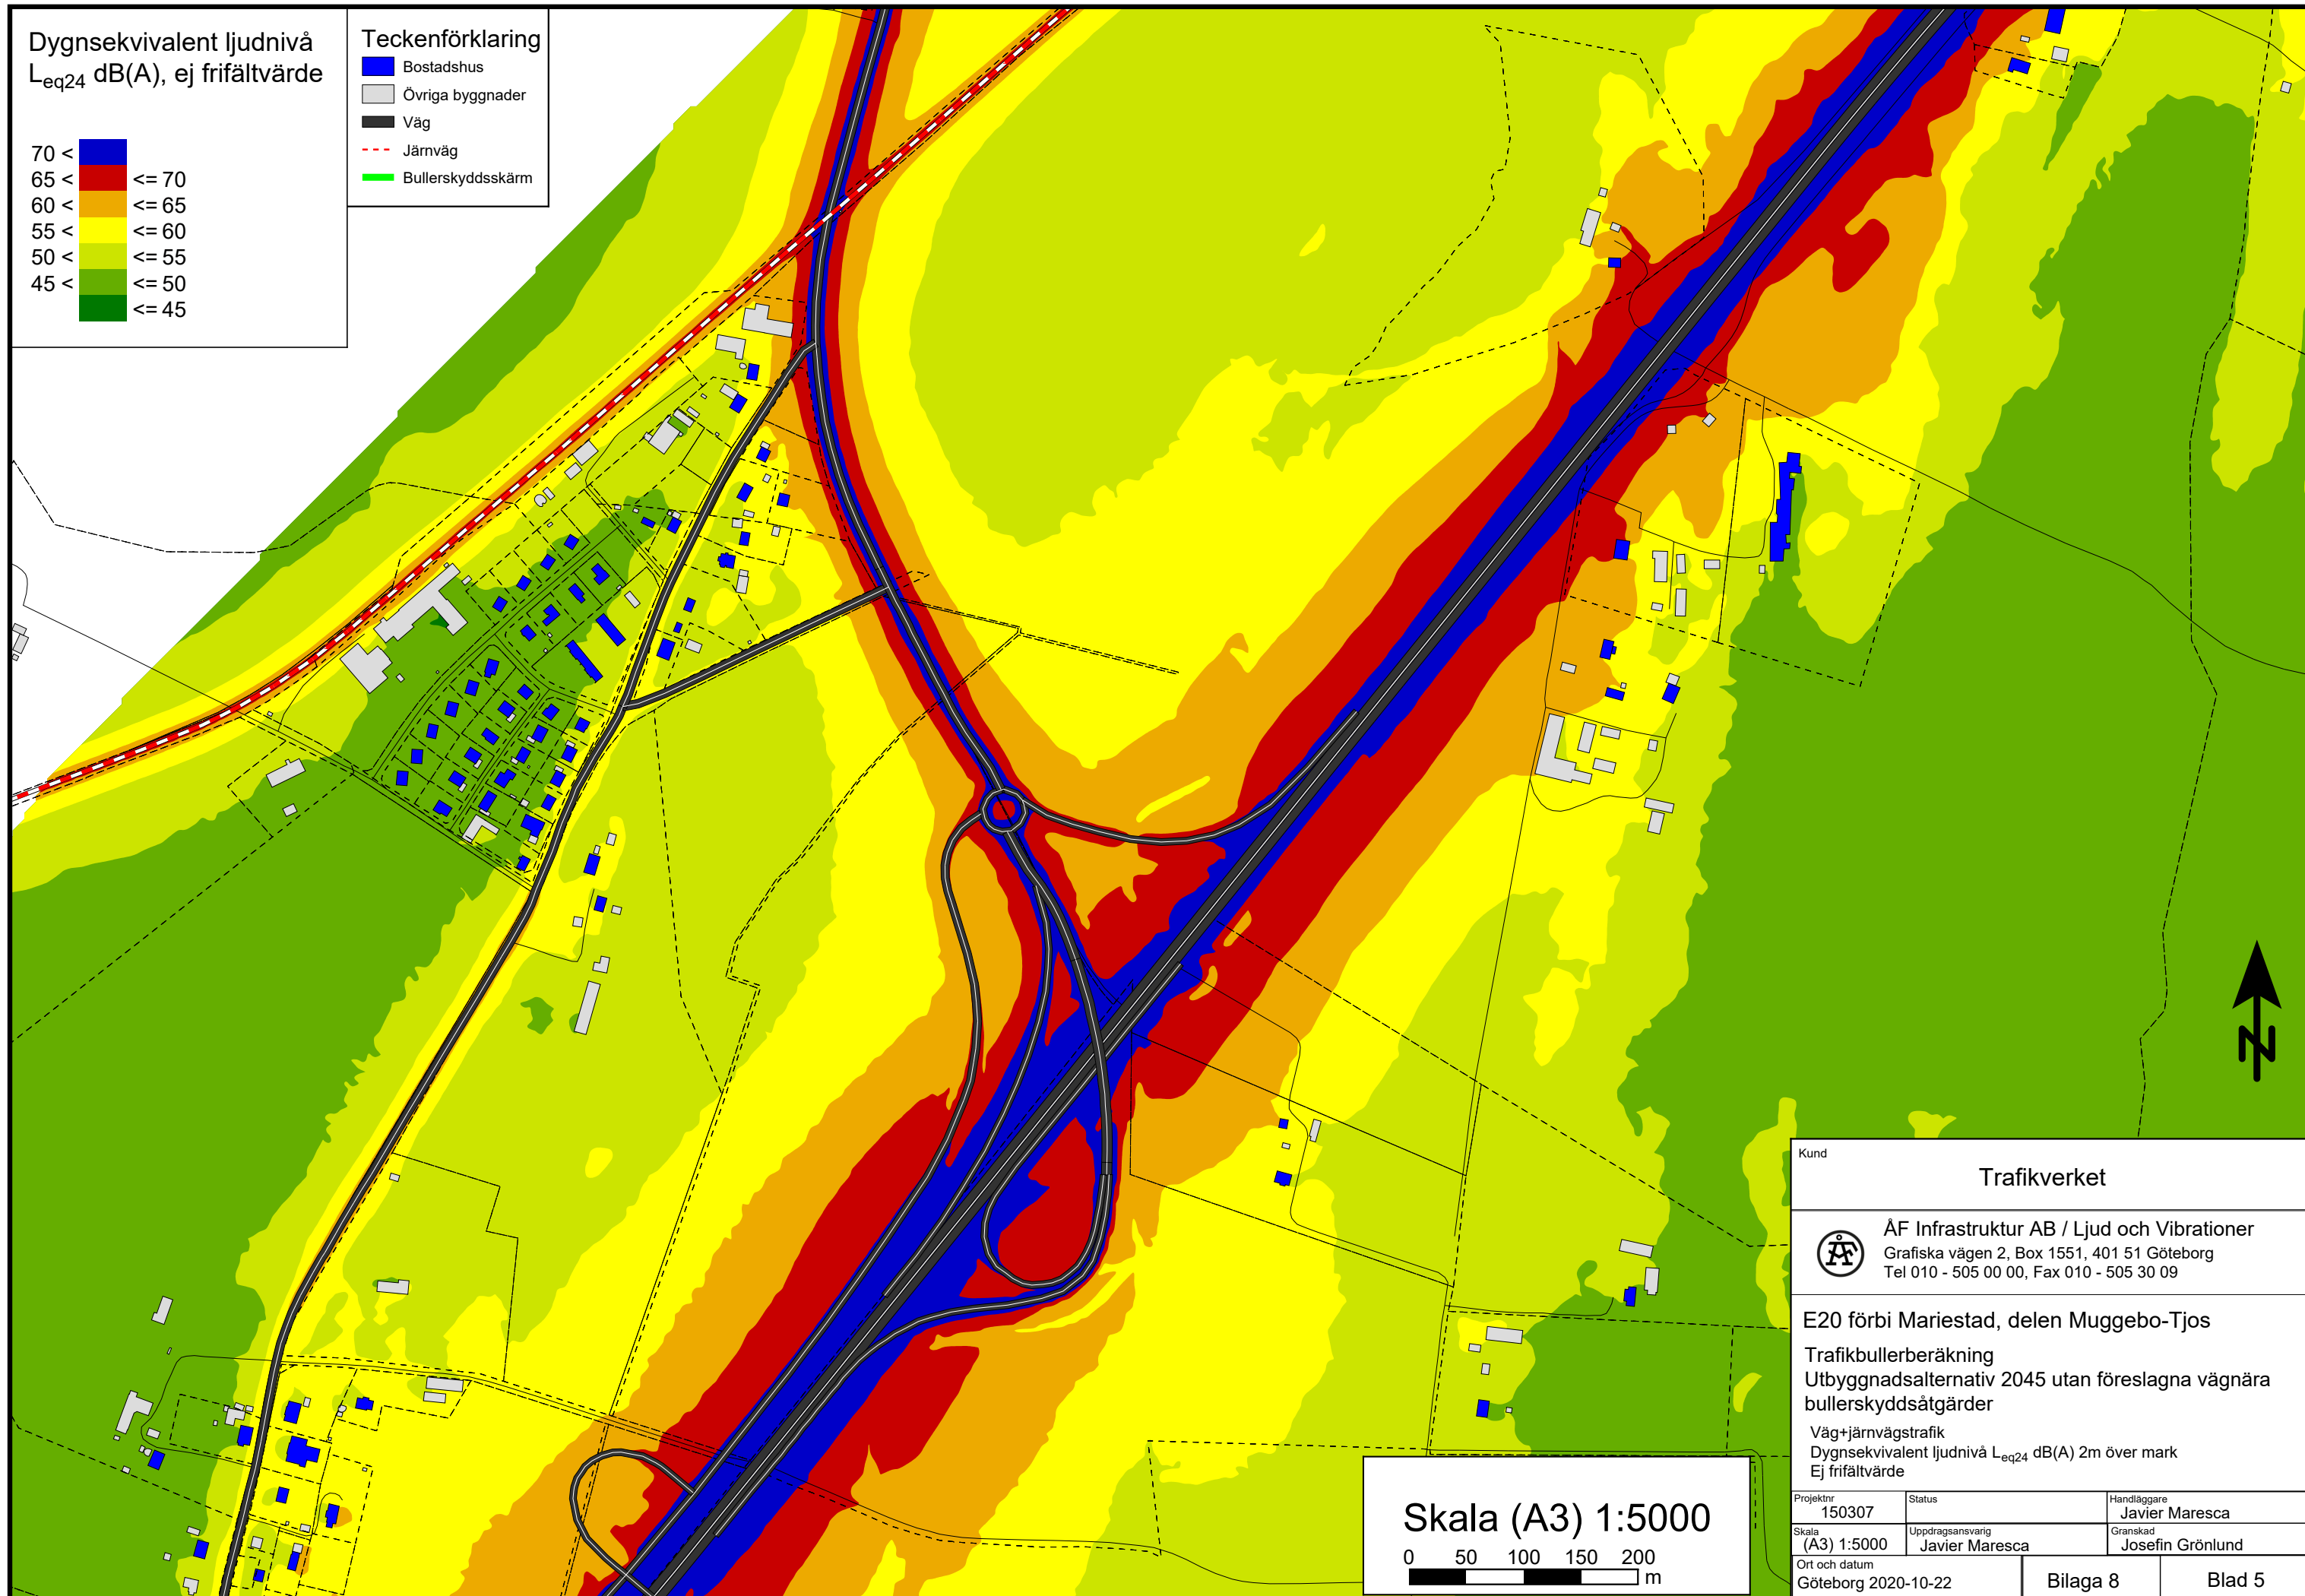 Dygnsekvivalent ljudnivå
Leq24 dB(A), ej frifältvärde
70 <
65 < <= 70
60 < <= 65
55 < <= 60
50 < <= 55
45 < <= 50
<= 45
Teckenförklaring
Bostadshus
Övriga byggnader
Väg
Järnväg
Bullerskyddsskärm
N
Skala (A3) 1:5000
0 50 100 150 200
m
Kund
Trafikverket
ÅF
ÅF Infrastruktur AB / Ljud och Vibrationer
Grafiska vägen 2, Box 1551, 401 51 Göteborg
Tel 010 - 505 00 00, Fax 010 - 505 30 09
E20 förbi Mariestad, delen Muggebo-Tjos
Trafikbullerberäkning
Utbyggnadsalternativ 2045 utan föreslagna vägnära
bullerskyddsåtgärder
Väg+järnvägstrafik
Dygnsekvivalent ljudnivå Leq24 dB(A) 2m över mark
Ej frifältvärde
Projektnr
150307
Status
Handläggare
Javier Maresca
Skala
(A3) 1:5000
Uppdragsansvarig
Javier Maresca
Granskad
Josefin Grönlund
Ort och datum
Göteborg 2020-10-22
Bilaga 8
Blad 5